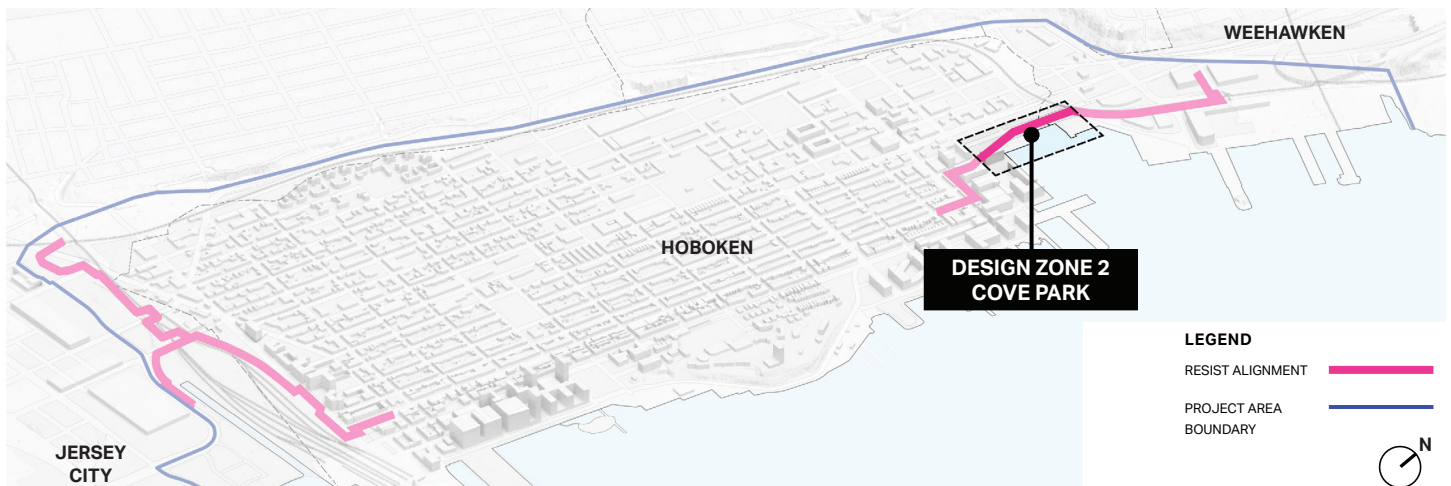 WEEHAWKEN
HOBOKEN
DESIGN ZONE 2
COVE PARK
JERSEY
CITY
LEGEND
RESIST ALIGNMENT
PROJECT AREA
BOUNDARY
N